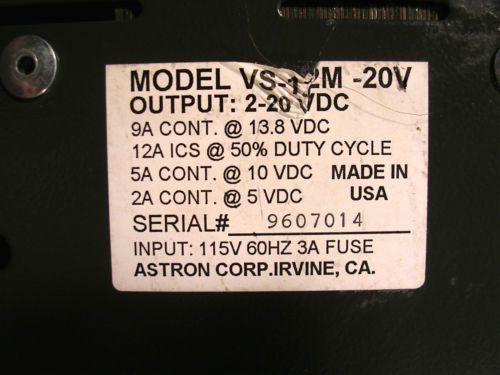 MODEL VS-12M -20V
OUTPUT: 2-20 VDC
9A CONT. @ 13.8 VDC
12A ICS @ 50% DUTY CYCLE
5A CONT. @ 10 VDC MADE IN
2A CONT. @ 5 VDC USA
SERIAL# 9607014
INPUT: 115V 60HZ 3A FUSE
ASTRON CORP.IRVINE, CA.